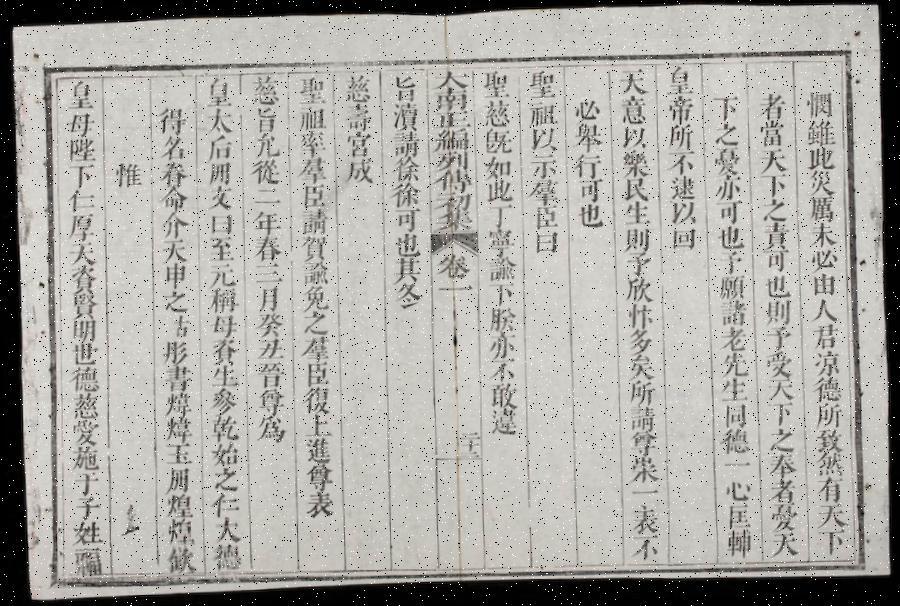 憫雖此災厲未必由人君凉德所致然有天下
者當天下之責可也則予受天下之奉者憂天
下之憂亦可也予願諸老先生同德一心匡輔
皇帝所不逮以回
天意以樂民生則予欣忭多矣所請尊崇一表不
必舉行可也
聖祖以示羣臣曰
聖慈旣如此丁寧諭下朕亦不敢違
大南正編列傳初集 卷一 二十三
旨瀆請徐徐可也其冬
慈壽宮成
聖祖率羣臣請賀諭免之羣臣復上進尊表
慈旨允從二年春三月癸丑晉尊爲
皇太后冊文曰至元稱母養生參乾始之仁大德
得名眷命介天申之祜彤書煒煒玉冊煌煌欽
惟
皇母陛下仁厚天資賢明世德慈愛施于子姓